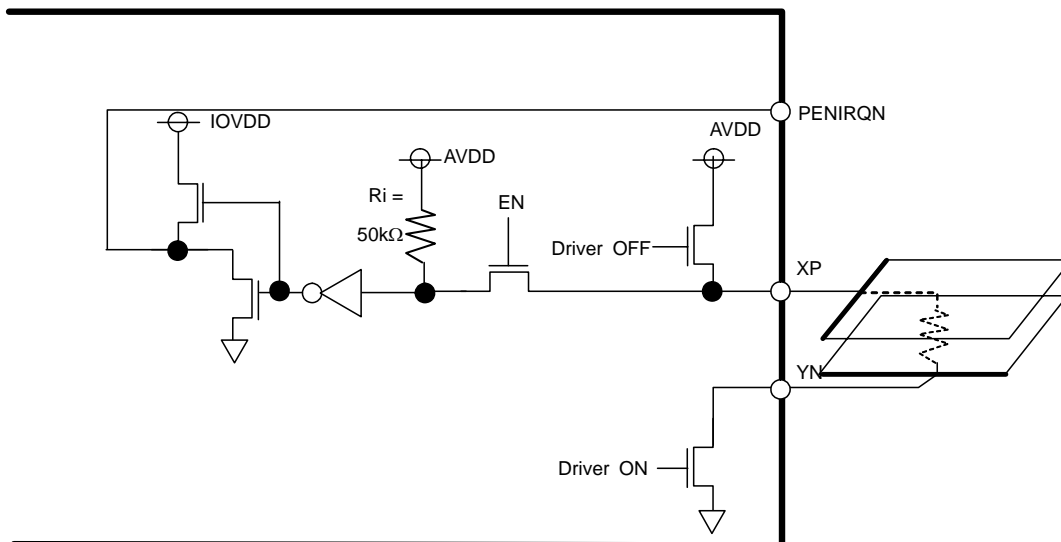 PENIRQN
IOVDD
AVDD
AVDD
Ri =
50kΩ
EN
Driver OFF
XP
YN
Driver ON